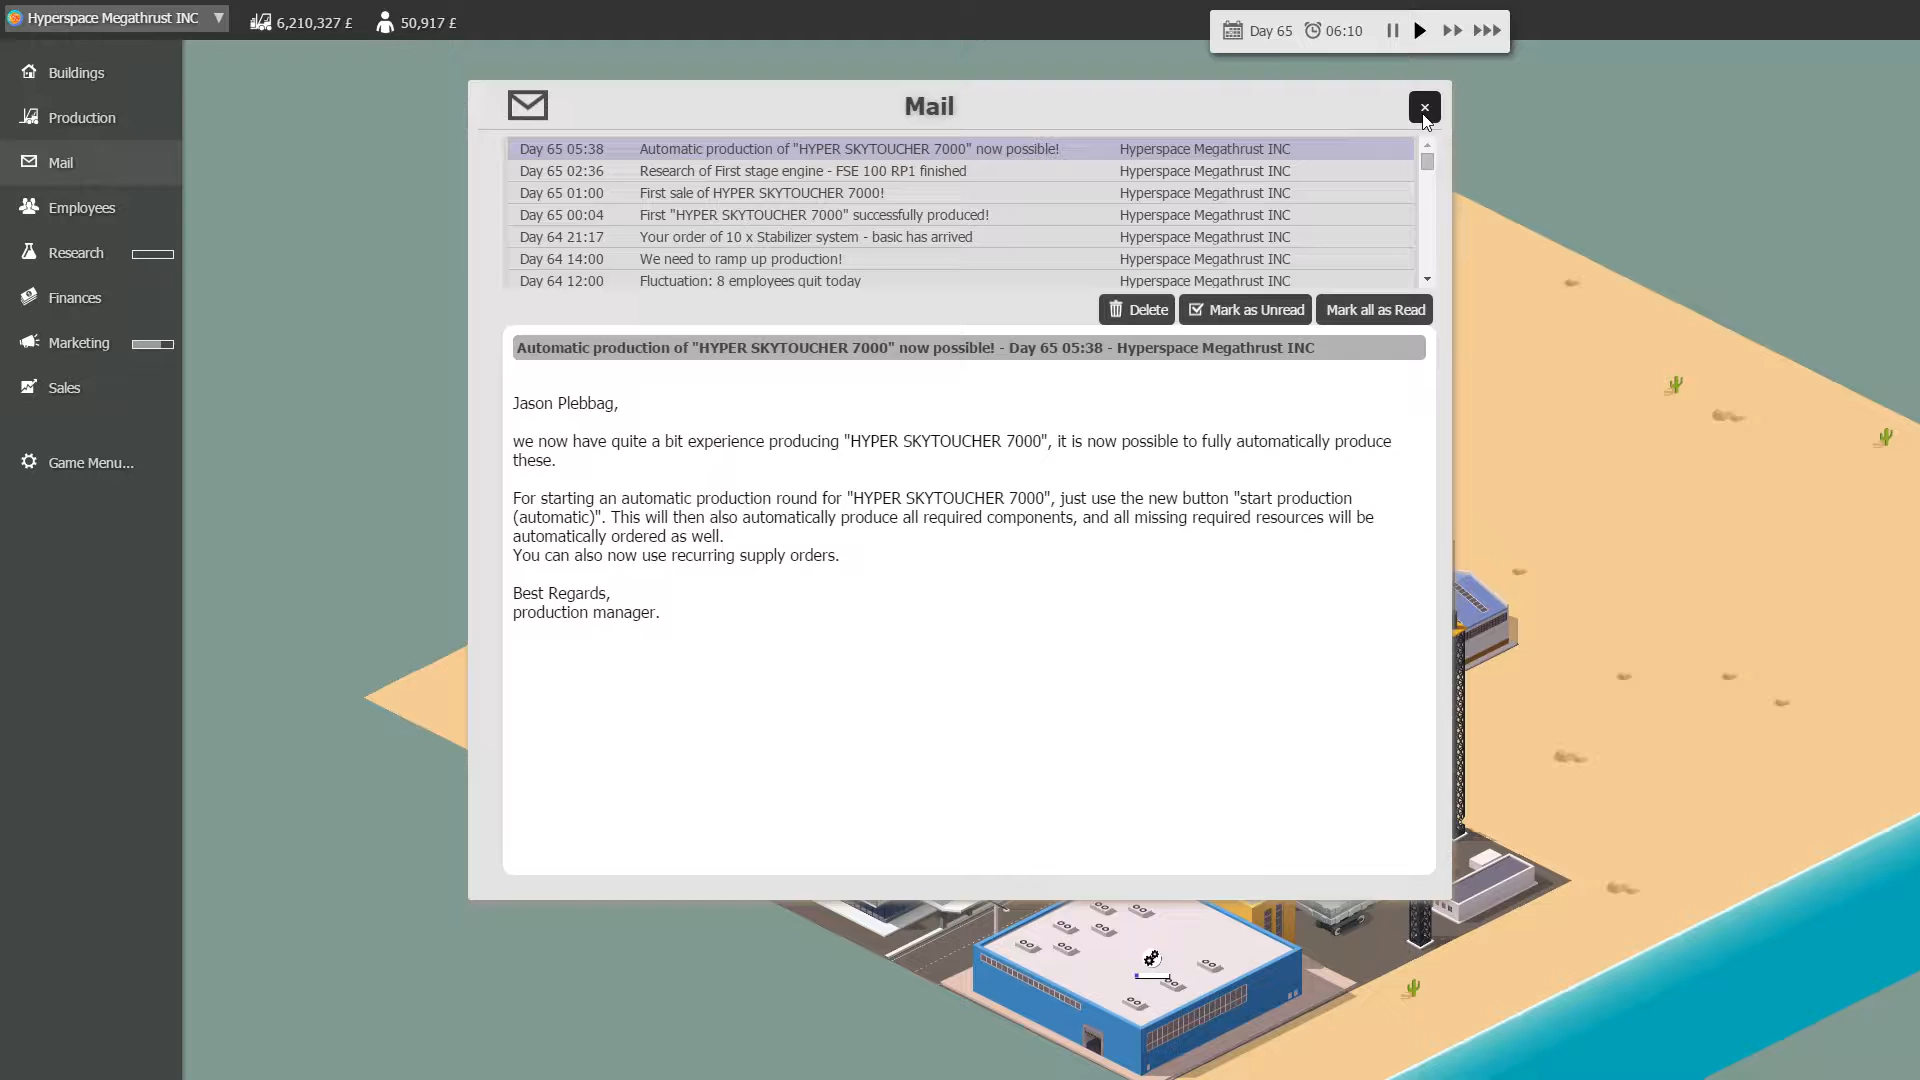 Hyperspace Megathrust INC
6,210,327 £
50,917 £
Day 65
06:10
Buildings
Production
Mail
Employees
Research
Finances
Marketing
Sales
Game Menu...
Mail
Day 65 05:38 Automatic production of "HYPER SKYTOUCHER 7000" now possible! Hyperspace Megathrust INC
Day 65 02:36 Research of First stage engine - FSE 100 RP1 finished Hyperspace Megathrust INC
Day 65 01:00 First sale of HYPER SKYTOUCHER 7000! Hyperspace Megathrust INC
Day 65 00:04 First "HYPER SKYTOUCHER 7000" successfully produced! Hyperspace Megathrust INC
Day 64 21:17 Your order of 10 x Stabilizer system - basic has arrived Hyperspace Megathrust INC
Day 64 14:00 We need to ramp up production! Hyperspace Megathrust INC
Day 64 12:00 Fluctuation: 8 employees quit today Hyperspace Megathrust INC
Delete
Mark as Unread
Mark all as Read
Automatic production of "HYPER SKYTOUCHER 7000" now possible! - Day 65 05:38 - Hyperspace Megathrust INC
Jason Plebbag,
we now have quite a bit experience producing "HYPER SKYTOUCHER 7000", it is now possible to fully automatically produce
these.
For starting an automatic production round for "HYPER SKYTOUCHER 7000", just use the new button "start production
(automatic)". This will then also automatically produce all required components, and all missing required resources will be
automatically ordered as well.
You can also now use recurring supply orders.
Best Regards,
production manager.